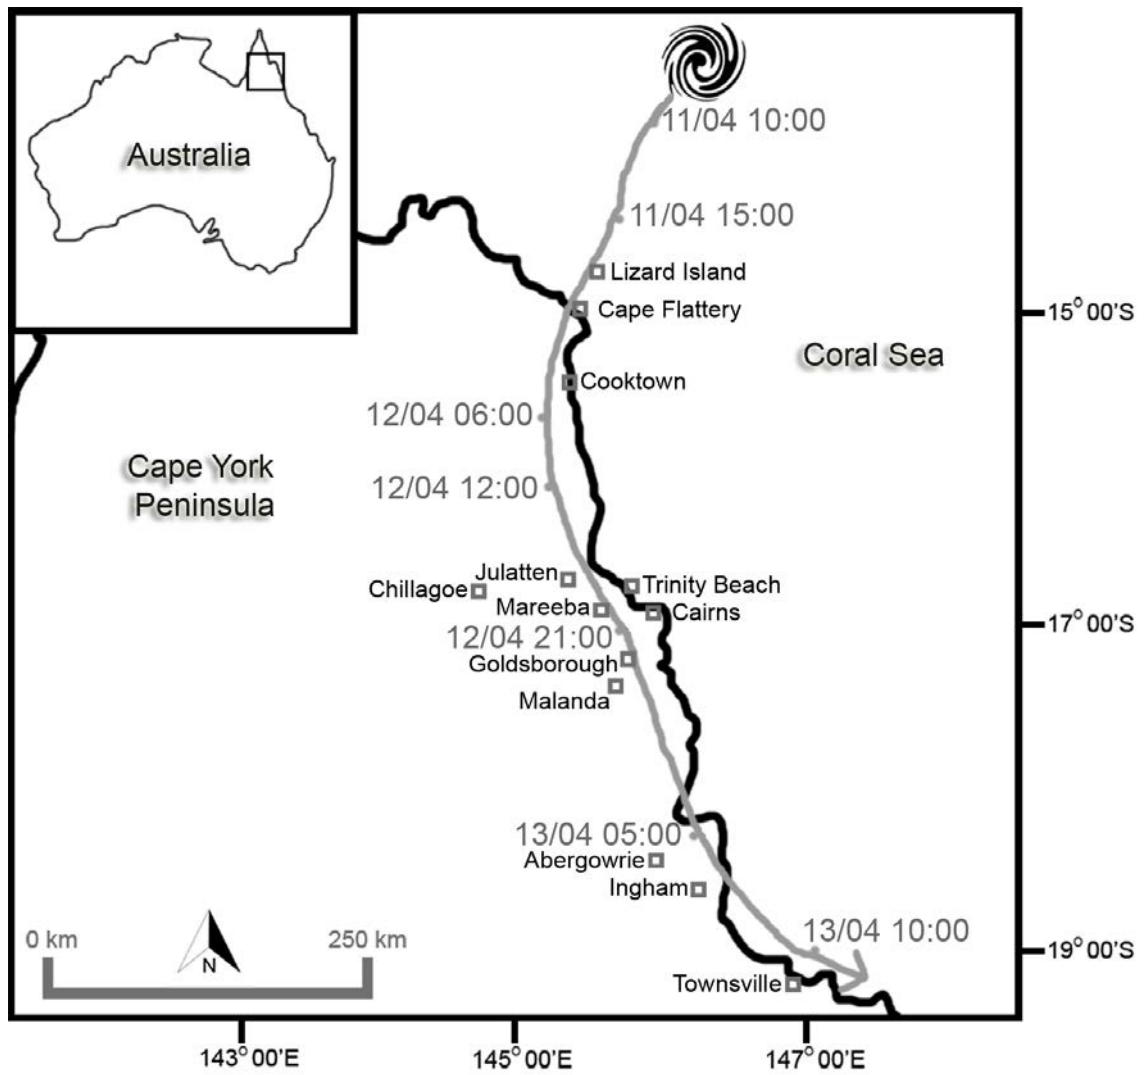 Australia
11/04 10:00
11/04 15:00
Lizard Island
Cape Flattery
15°00'S
Coral Sea
Cooktown
12/04 06:00
Cape York
Peninsula
12/04 12:00
Julatten
Chillagoe
Trinity Beach
Mareeba
Cairns
12/04 21:00
17°00'S
Goldsborough
Malanda
13/04 05:00
Abergowrie
Ingham
13/04 10:00
0 km
250 km
N
19°00'S
Townsville
143°00'E
145°00'E
147°00'E